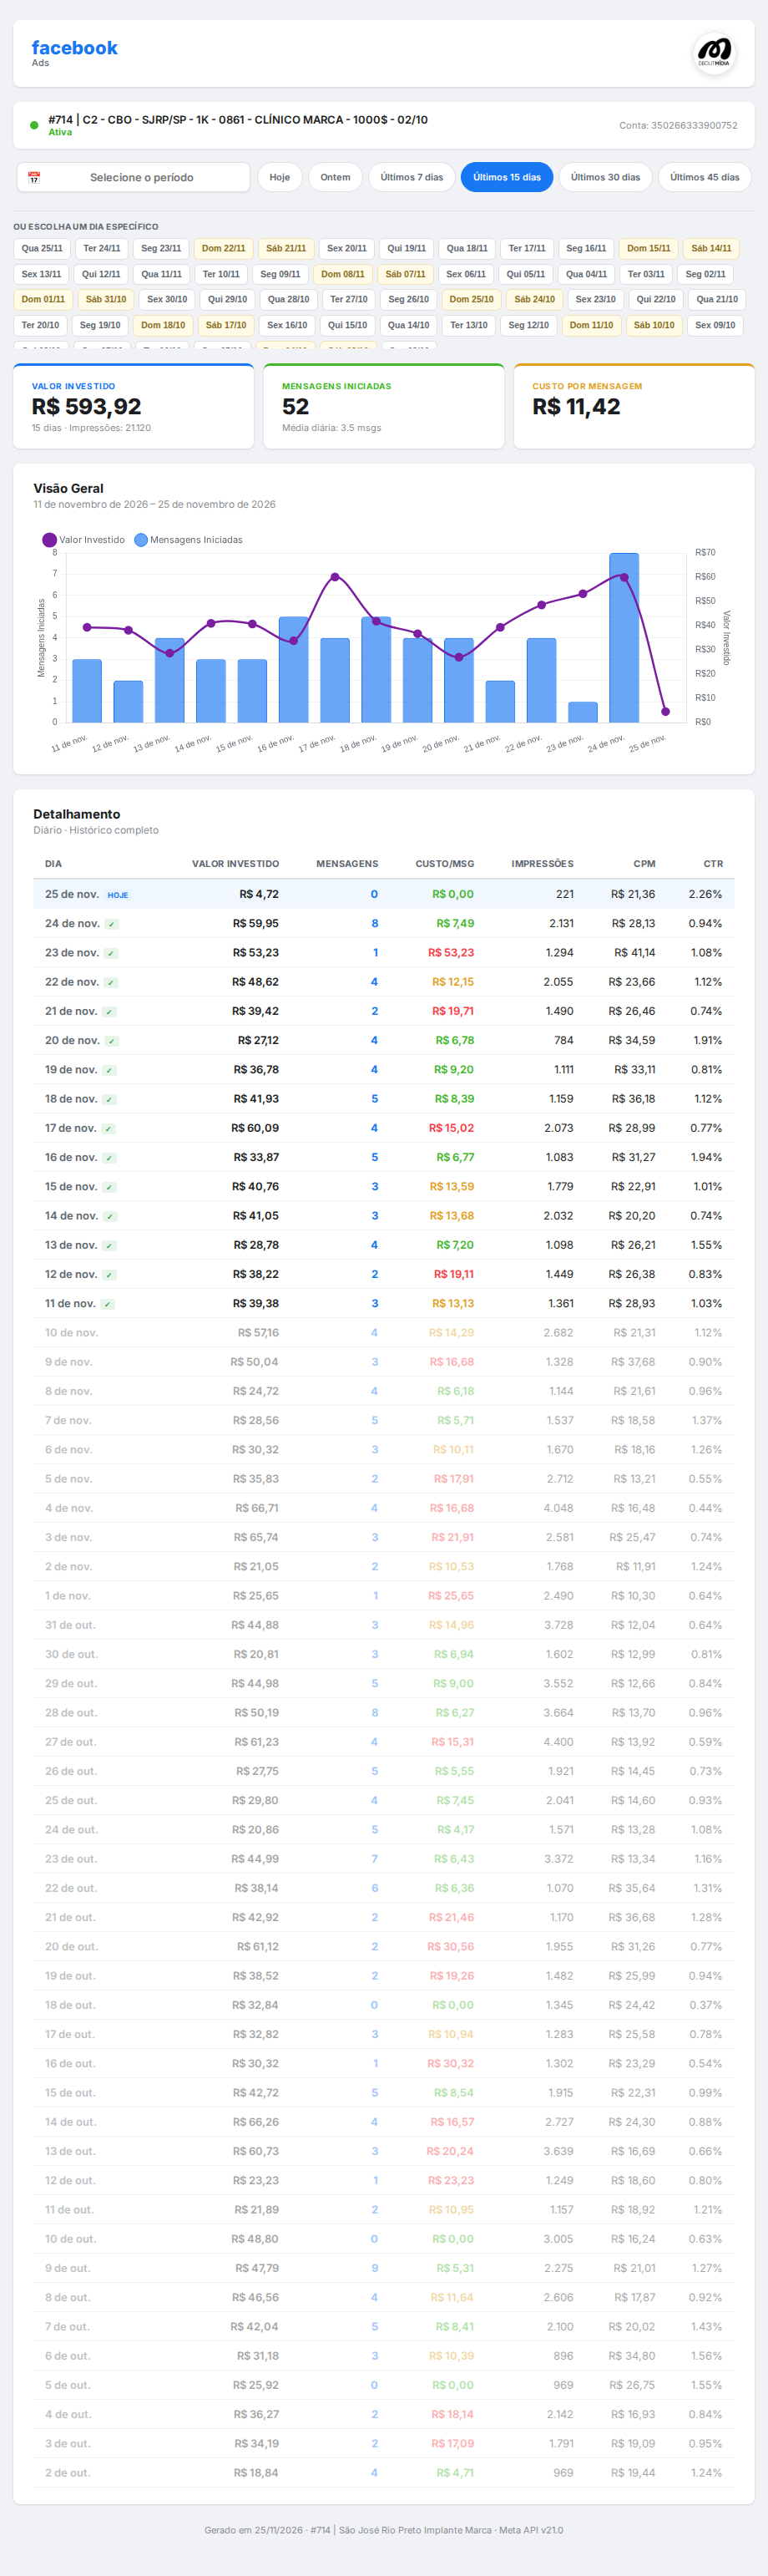 facebook
Ads
DEOUTMÍDIA
#714 | C2 - CBO - SJRP/SP - 1K - 0861 - CLÍNICO MARCA - 1000$ - 02/10
Ativa
Conta: 350266333900752
Selecione o período
Hoje
Ontem
Últimos 7 dias
Últimos 15 dias
Últimos 30 dias
Últimos 45 dias
OU ESCOLHA UM DIA ESPECÍFICO
Qua 25/11 Ter 24/11 Seg 23/11 Dom 22/11 Sáb 21/11 Sex 20/11 Qui 19/11 Qua 18/11 Ter 17/11 Seg 16/11 Dom 15/11 Sáb 14/11
Sex 13/11 Qui 12/11 Qua 11/11 Ter 10/11 Seg 09/11 Dom 08/11 Sáb 07/11 Sex 06/11 Qui 05/11 Qua 04/11 Ter 03/11 Seg 02/11
Dom 01/11 Sáb 31/10 Sex 30/10 Qui 29/10 Qua 28/10 Ter 27/10 Seg 26/10 Dom 25/10 Sáb 24/10 Sex 23/10 Qui 22/10 Qua 21/10
Ter 20/10 Seg 19/10 Dom 18/10 Sáb 17/10 Sex 16/10 Qui 15/10 Qua 14/10 Ter 13/10 Seg 12/10 Dom 11/10 Sáb 10/10 Sex 09/10
VALOR INVESTIDO
R$ 593,92
15 dias · Impressões: 21.120
MENSAGENS INICIADAS
52
Média diária: 3.5 msgs
CUSTO POR MENSAGEM
R$ 11,42
Visão Geral
11 de novembro de 2026 – 25 de novembro de 2026
Valor Investido Mensagens Iniciadas
8
7
6
5
4
3
2
1
0
Mensagens Iniciadas
R$70
R$60
R$50
R$40
R$30
R$20
R$10
R$0
Valor Investido
11 de nov. 12 de nov. 13 de nov. 14 de nov. 15 de nov. 16 de nov. 17 de nov. 18 de nov. 19 de nov. 20 de nov. 21 de nov. 22 de nov. 23 de nov. 24 de nov. 25 de nov.
Detalhamento
Diário · Histórico completo
DIA VALOR INVESTIDO MENSAGENS CUSTO/MSG IMPRESSÕES CPM CTR
25 de nov. HOJE R$ 4,72 0 R$ 0,00 221 R$ 21,36 2.26%
24 de nov. ✓ R$ 59,95 8 R$ 7,49 2.131 R$ 28,13 0.94%
23 de nov. ✓ R$ 53,23 1 R$ 53,23 1.294 R$ 41,14 1.08%
22 de nov. ✓ R$ 48,62 4 R$ 12,15 2.055 R$ 23,66 1.12%
21 de nov. ✓ R$ 39,42 2 R$ 19,71 1.490 R$ 26,46 0.74%
20 de nov. ✓ R$ 27,12 4 R$ 6,78 784 R$ 34,59 1.91%
19 de nov. ✓ R$ 36,78 4 R$ 9,20 1.111 R$ 33,11 0.81%
18 de nov. ✓ R$ 41,93 5 R$ 8,39 1.159 R$ 36,18 1.12%
17 de nov. ✓ R$ 60,09 4 R$ 15,02 2.073 R$ 28,99 0.77%
16 de nov. ✓ R$ 33,87 5 R$ 6,77 1.083 R$ 31,27 1.94%
15 de nov. ✓ R$ 40,76 3 R$ 13,59 1.779 R$ 22,91 1.01%
14 de nov. ✓ R$ 41,05 3 R$ 13,68 2.032 R$ 20,20 0.74%
13 de nov. ✓ R$ 28,78 4 R$ 7,20 1.098 R$ 26,21 1.55%
12 de nov. ✓ R$ 38,22 2 R$ 19,11 1.449 R$ 26,38 0.83%
11 de nov. ✓ R$ 39,38 3 R$ 13,13 1.361 R$ 28,93 1.03%
10 de nov. R$ 57,16 4 R$ 14,29 2.682 R$ 21,31 1.12%
9 de nov. R$ 50,04 3 R$ 16,68 1.328 R$ 37,68 0.90%
8 de nov. R$ 24,72 4 R$ 6,18 1.144 R$ 21,61 0.96%
7 de nov. R$ 28,56 5 R$ 5,71 1.537 R$ 18,58 1.37%
6 de nov. R$ 30,32 3 R$ 10,11 1.670 R$ 18,16 1.26%
5 de nov. R$ 35,83 2 R$ 17,91 2.712 R$ 13,21 0.55%
4 de nov. R$ 66,71 4 R$ 16,68 4.048 R$ 16,48 0.44%
3 de nov. R$ 65,74 3 R$ 21,91 2.581 R$ 25,47 0.74%
2 de nov. R$ 21,05 2 R$ 10,53 1.768 R$ 11,91 1.24%
1 de nov. R$ 25,65 1 R$ 25,65 2.490 R$ 10,30 0.64%
31 de out. R$ 44,88 3 R$ 14,96 3.728 R$ 12,04 0.64%
30 de out. R$ 20,81 3 R$ 6,94 1.602 R$ 12,99 0.81%
29 de out. R$ 44,98 5 R$ 9,00 3.552 R$ 12,66 0.84%
28 de out. R$ 50,19 8 R$ 6,27 3.664 R$ 13,70 0.96%
27 de out. R$ 61,23 4 R$ 15,31 4.400 R$ 13,92 0.59%
26 de out. R$ 27,75 5 R$ 5,55 1.921 R$ 14,45 0.73%
25 de out. R$ 29,80 4 R$ 7,45 2.041 R$ 14,60 0.93%
24 de out. R$ 20,86 5 R$ 4,17 1.571 R$ 13,28 1.08%
23 de out. R$ 44,99 7 R$ 6,43 3.372 R$ 13,34 1.16%
22 de out. R$ 38,14 6 R$ 6,36 1.070 R$ 35,64 1.31%
21 de out. R$ 42,92 2 R$ 21,46 1.170 R$ 36,68 1.28%
20 de out. R$ 61,12 2 R$ 30,56 1.955 R$ 31,26 0.77%
19 de out. R$ 38,52 2 R$ 19,26 1.482 R$ 25,99 0.94%
18 de out. R$ 32,84 0 R$ 0,00 1.345 R$ 24,42 0.37%
17 de out. R$ 32,82 3 R$ 10,94 1.283 R$ 25,58 0.78%
16 de out. R$ 30,32 1 R$ 30,32 1.302 R$ 23,29 0.54%
15 de out. R$ 42,72 5 R$ 8,54 1.915 R$ 22,31 0.99%
14 de out. R$ 66,26 4 R$ 16,57 2.727 R$ 24,30 0.88%
13 de out. R$ 60,73 3 R$ 20,24 3.639 R$ 16,69 0.66%
12 de out. R$ 23,23 1 R$ 23,23 1.249 R$ 18,60 0.80%
11 de out. R$ 21,89 2 R$ 10,95 1.157 R$ 18,92 1.21%
10 de out. R$ 48,80 0 R$ 0,00 3.005 R$ 16,24 0.63%
9 de out. R$ 47,79 9 R$ 5,31 2.275 R$ 21,01 1.27%
8 de out. R$ 46,56 4 R$ 11,64 2.606 R$ 17,87 0.92%
7 de out. R$ 42,04 5 R$ 8,41 2.100 R$ 20,02 1.43%
6 de out. R$ 31,18 3 R$ 10,39 896 R$ 34,80 1.56%
5 de out. R$ 25,92 0 R$ 0,00 969 R$ 26,75 1.55%
4 de out. R$ 36,27 2 R$ 18,14 2.142 R$ 16,93 0.84%
3 de out. R$ 34,19 2 R$ 17,09 1.791 R$ 19,09 0.95%
2 de out. R$ 18,84 4 R$ 4,71 969 R$ 19,44 1.24%
Gerado em 25/11/2026 · #714 | São José Rio Preto Implante Marca · Meta API v21.0